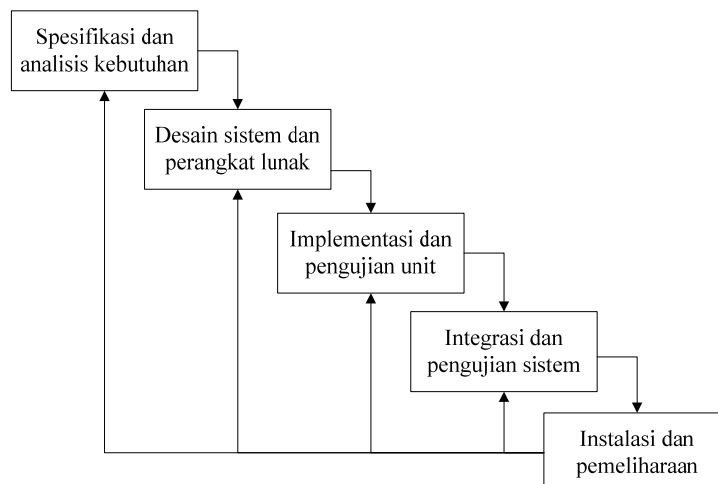 Spesifikasi dan
analisis kebutuhan
Desain sistem dan
perangkat lunak
Implementasi dan
pengujian unit
Integrasi dan
pengujian sistem
Instalasi dan
pemeliharaan